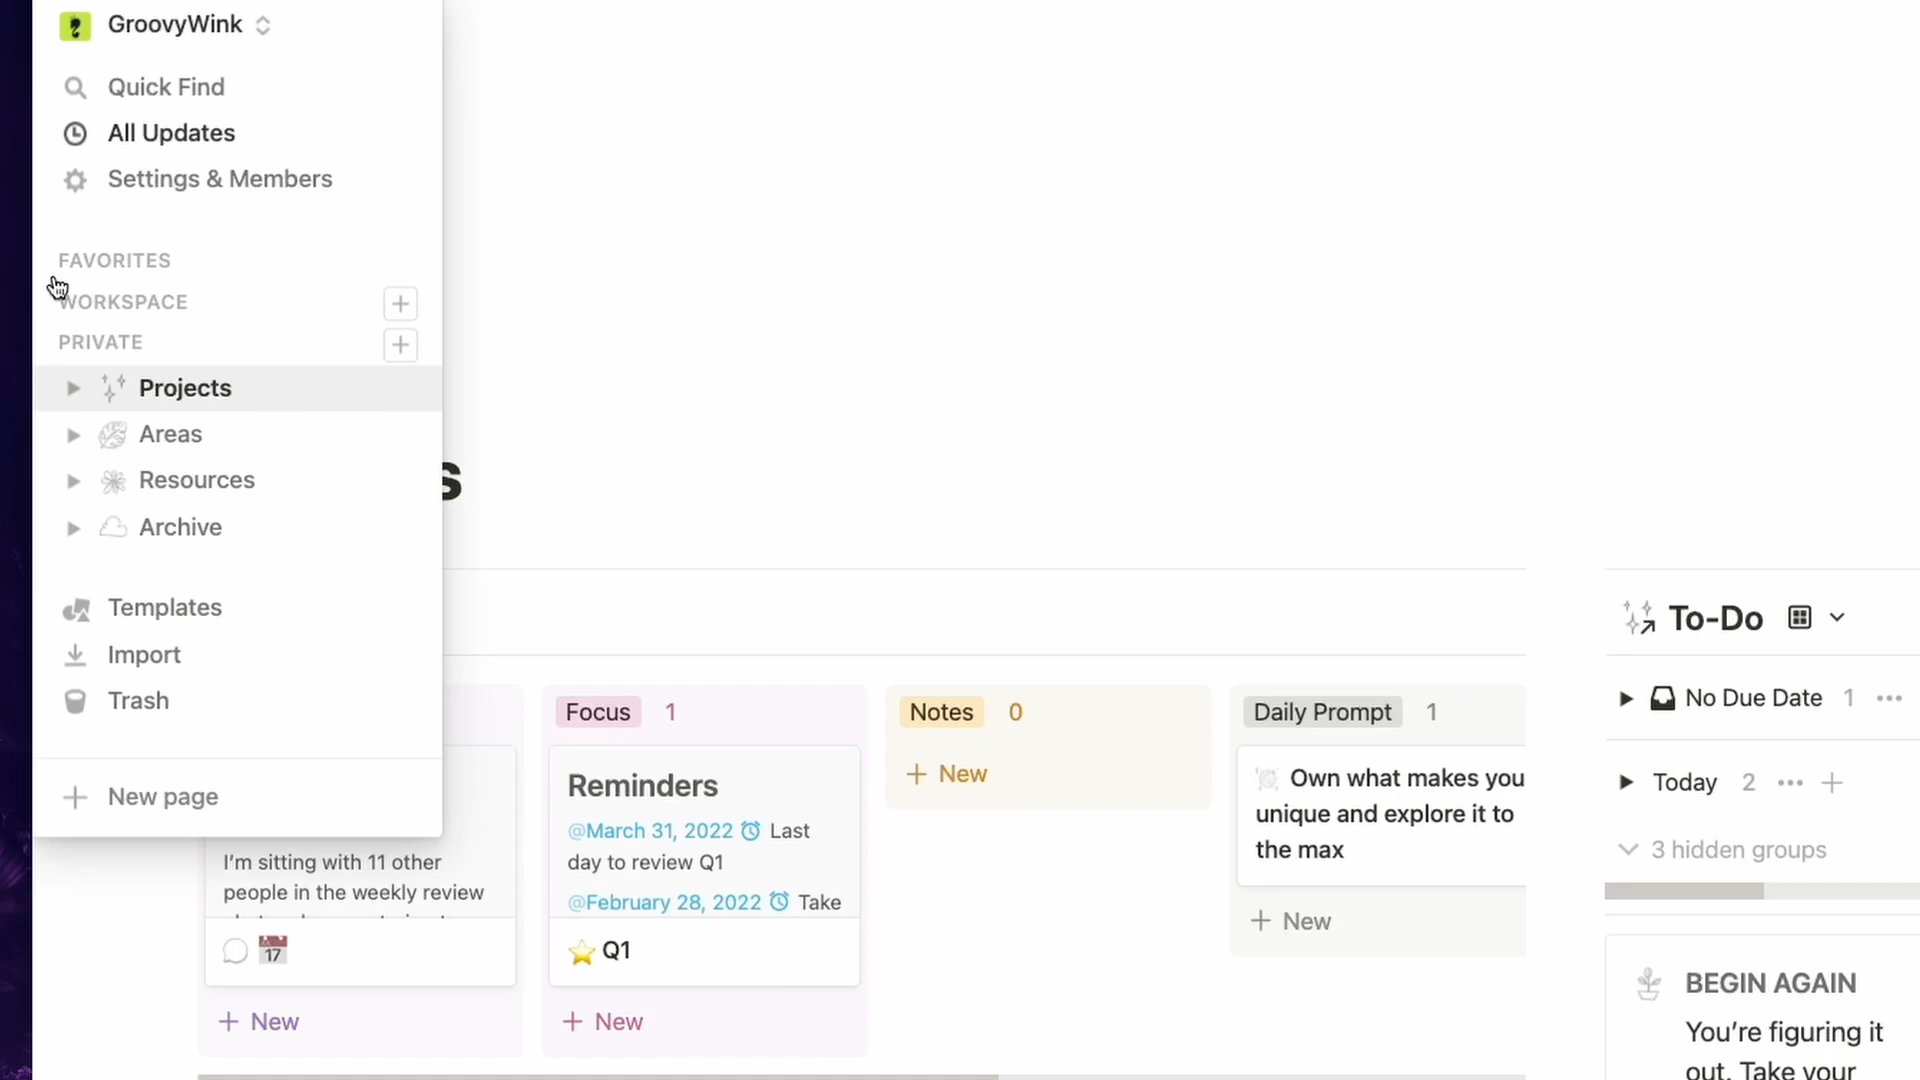 GroovyWink
Quick Find
All Updates
Settings & Members
FAVORITES
WORKSPACE
PRIVATE
Projects
Areas
Resources
Archive
Templates
Import
Trash
New page
s
I'm sitting with 11 other
people in the weekly review
17
+ New
Focus 1
Reminders
@March 31, 2022 Last
day to review Q1
@February 28, 2022 Take
Q1
+ New
Notes 0
+ New
Daily Prompt 1
Own what makes you
unique and explore it to
the max
+ New
To-Do
No Due Date 1 •••
Today 2 ••• +
3 hidden groups
BEGIN AGAIN
You're figuring it
out. Take your